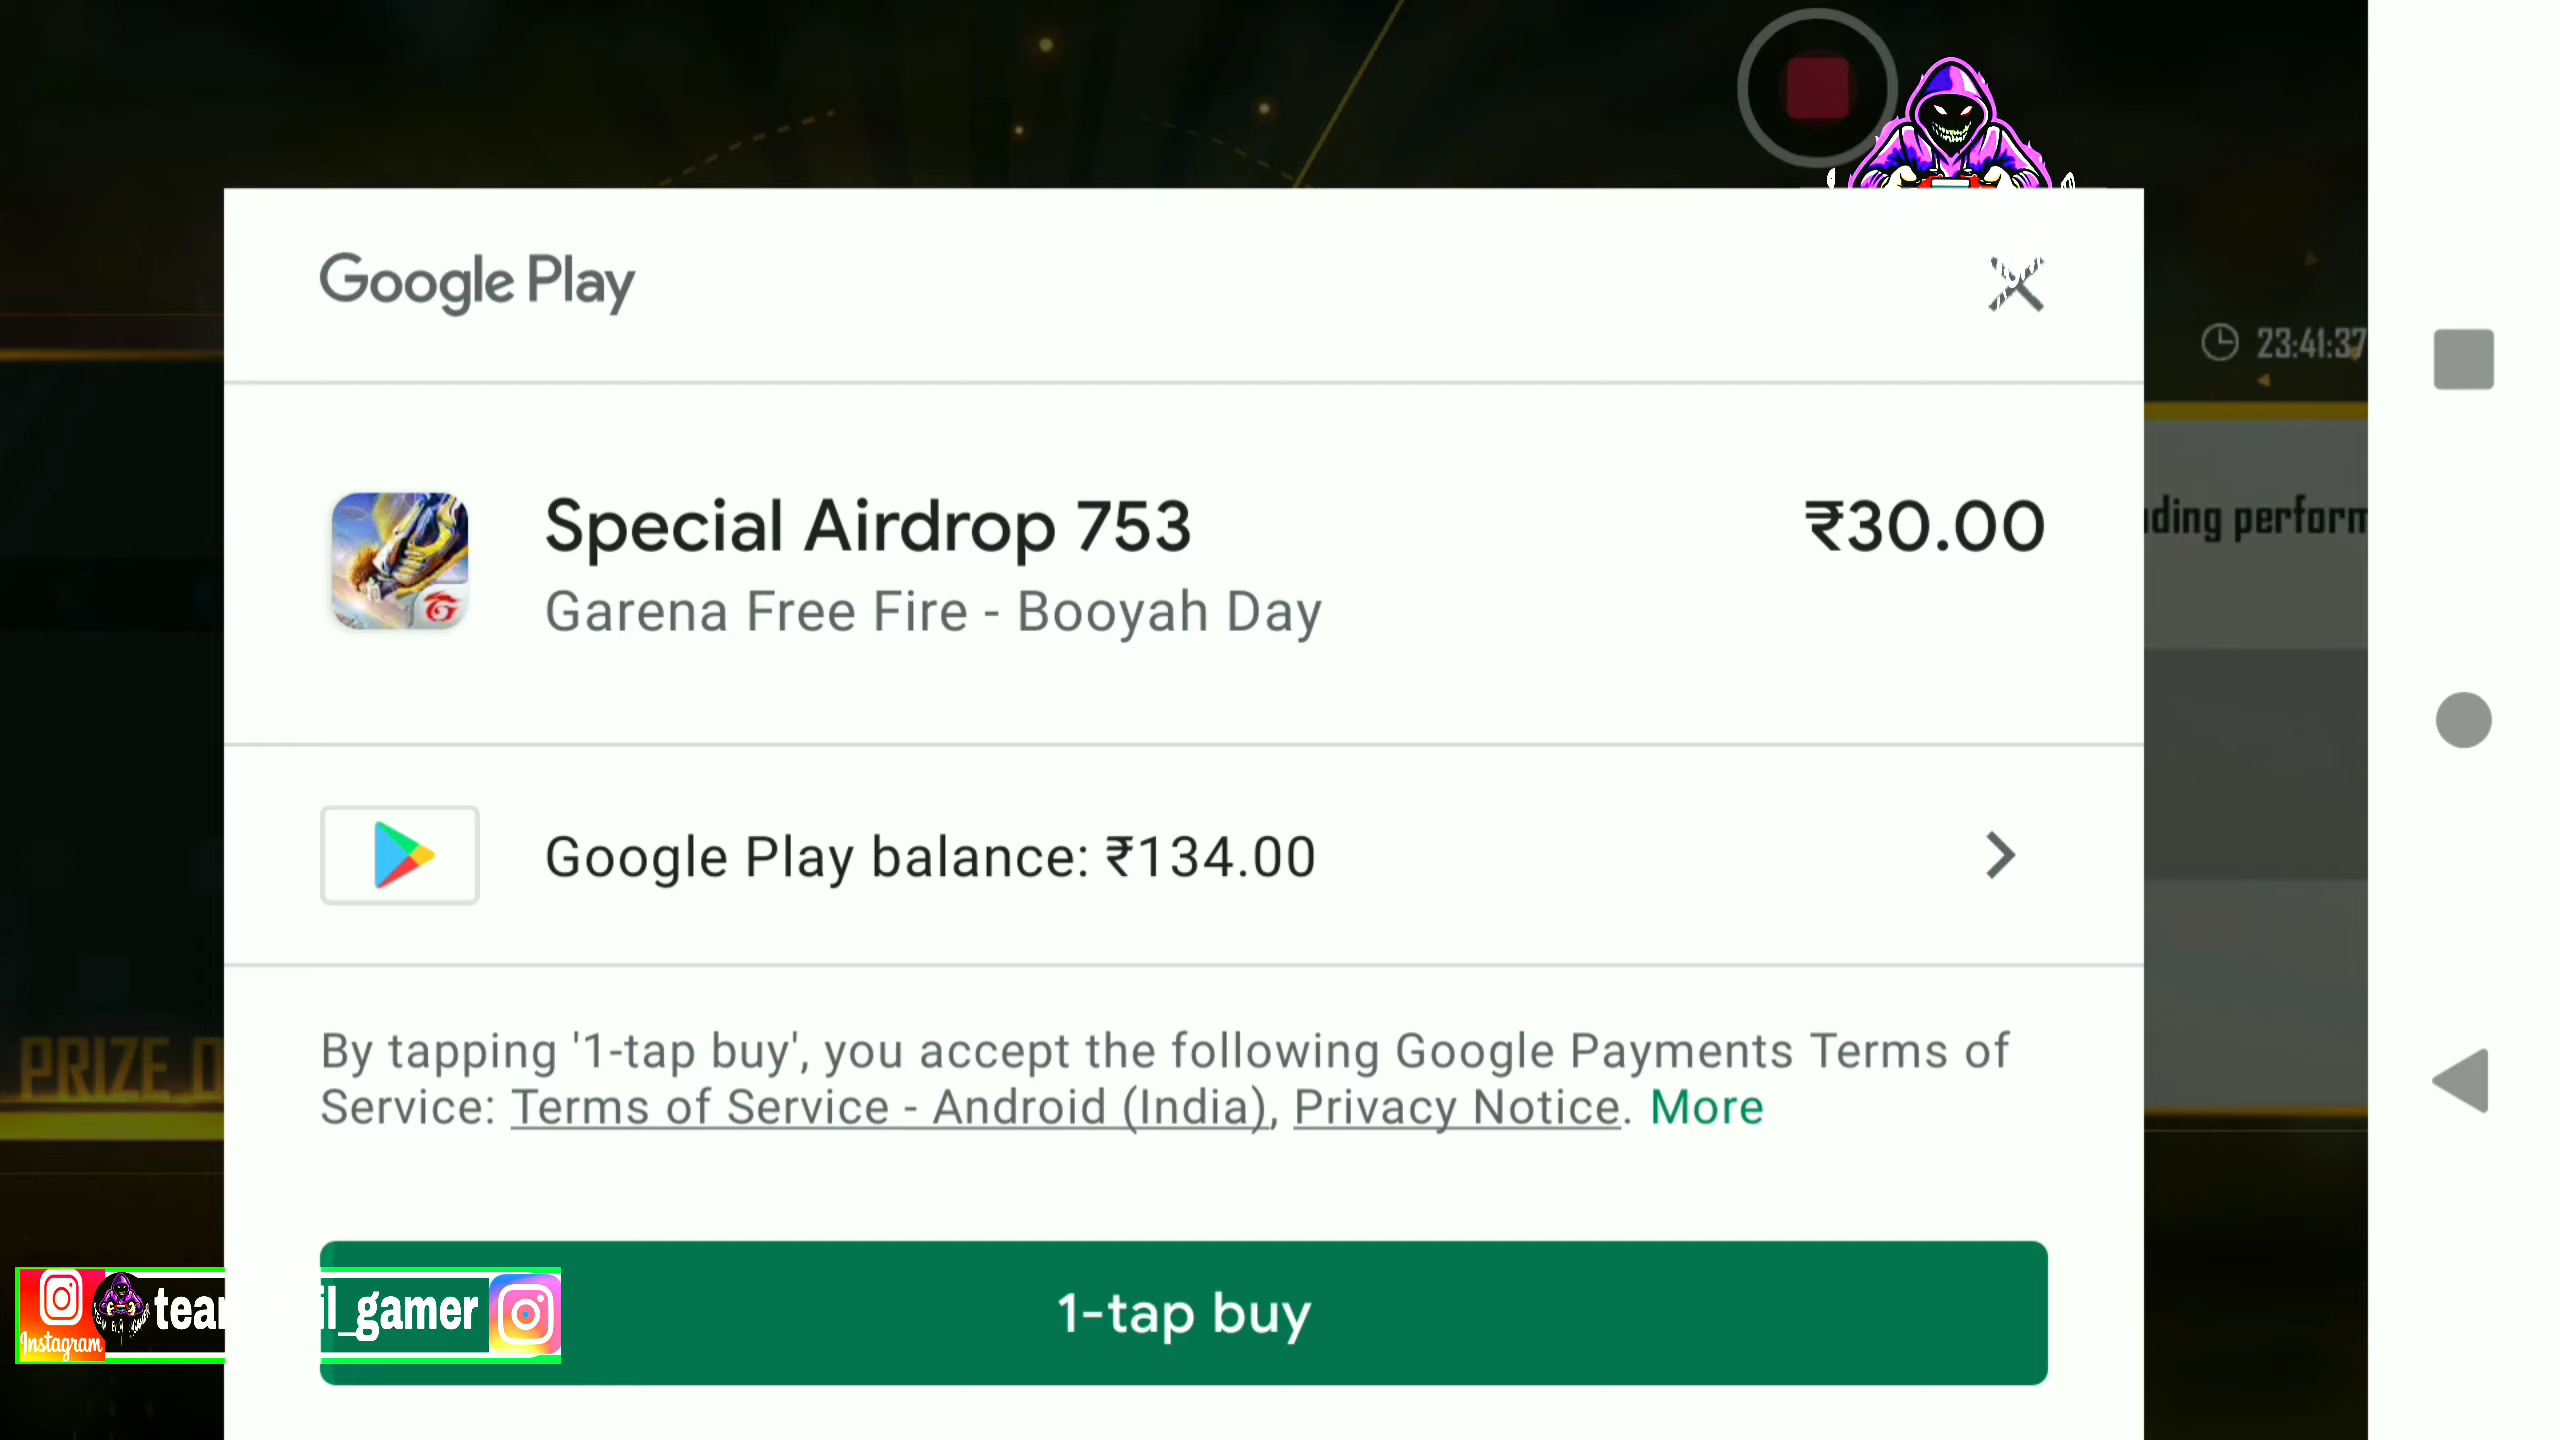 Google Play
23:41:37
Special Airdrop 753
₹30.00
Garena Free Fire - Booyah Day
ding perform
Google Play balance: ₹134.00
By tapping '1-tap buy', you accept the following Google Payments Terms of
Service: Terms of Service - Android (India), Privacy Notice. More
PRIZE
1-tap buy
Instagram
tea
il_gamer